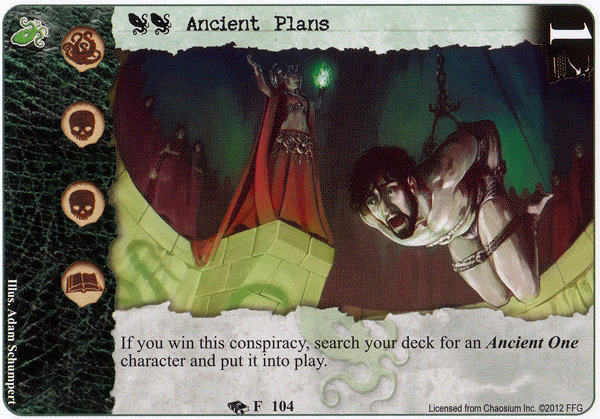 Ancient Plans
1
If you win this conspiracy, search your deck for an Ancient One
character and put it into play.
Illus. Adam Schumpert
F 104
Licensed from Chaosium Inc. ©2012 FFG